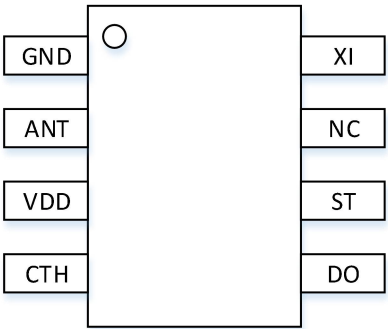 GND XI
ANT NC
VDD ST
CTH DO